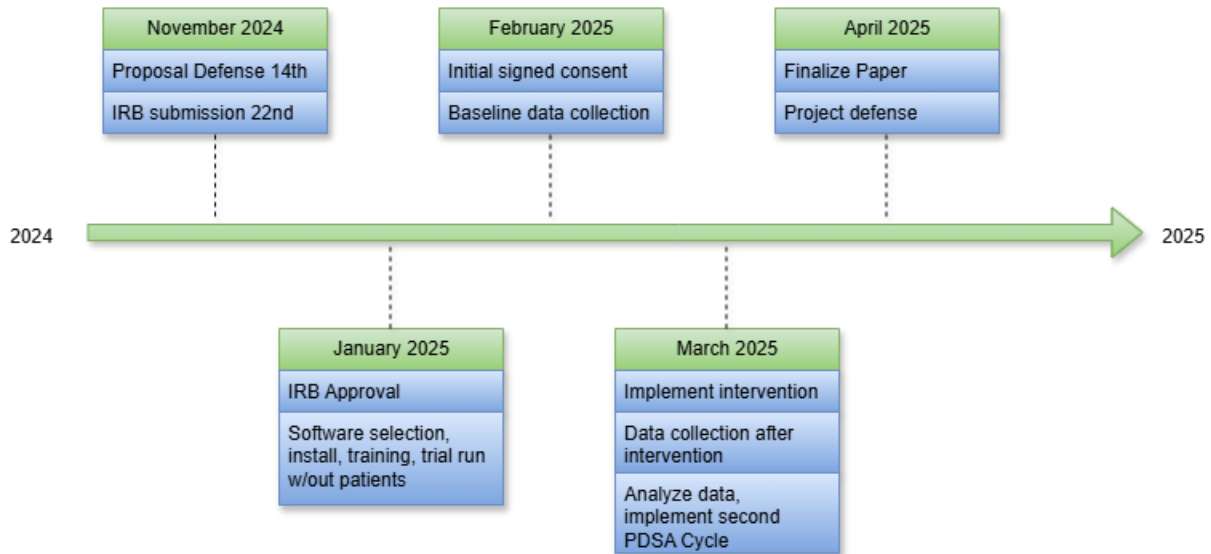 November 2024
Proposal Defense 14th
IRB submission 22nd
February 2025
Initial signed consent
Baseline data collection
April 2025
Finalize Paper
Project defense
2024
2025
January 2025
IRB Approval
Software selection,
install, training, trial run
w/out patients
March 2025
Implement intervention
Data collection after
intervention
Analyze data,
implement second
PDSA Cycle